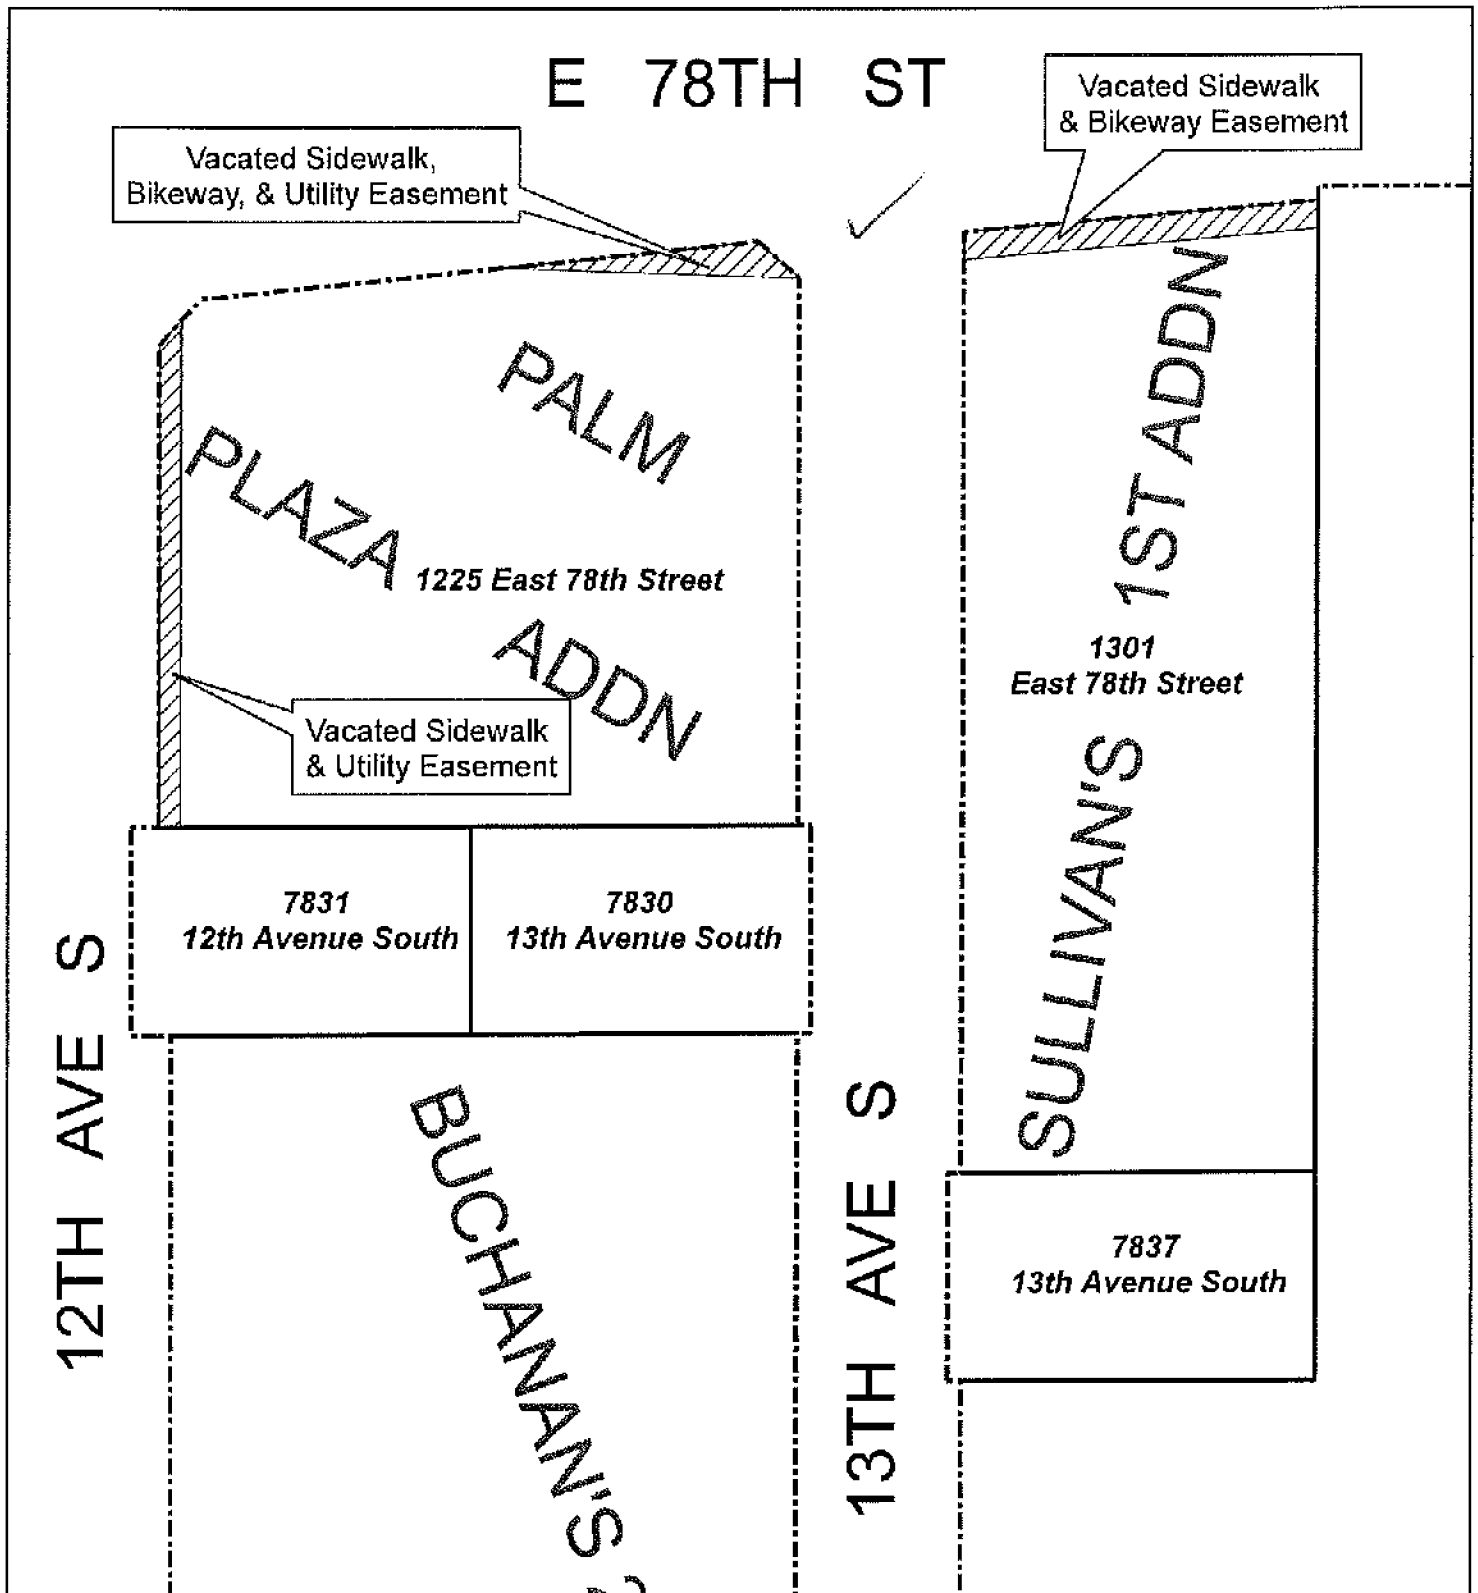 E 78TH ST
Vacated Sidewalk
& Bikeway Easement
Vacated Sidewalk,
Bikeway, & Utility Easement
PALM
PLAZA
1225 East 78th Street
ADDN
Vacated Sidewalk
& Utility Easement
SULLIVAN'S 1ST ADDN
1301
East 78th Street
7831
12th Avenue South
7830
13th Avenue South
12TH AVE S
BUCHANAN'S
13TH AVE S
7837
13th Avenue South